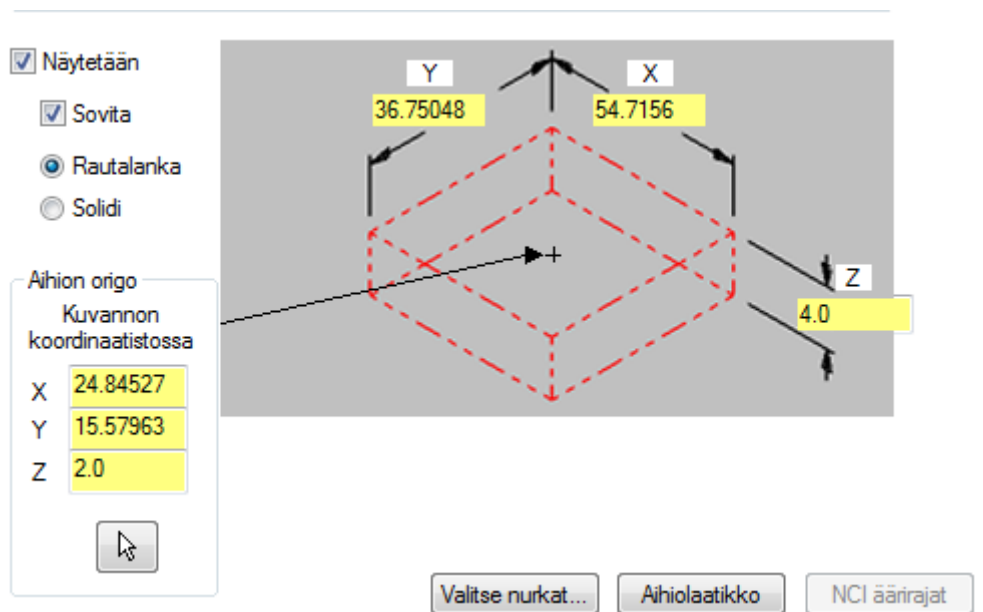 Näytetään
Sovita
Rautalanka
Solidi
Y
36.75048
X
54.7156
Z
4.0
Aihion origo
Kuvannon
koordinaatistossa
X 24.84527
Y 15.57963
Z 2.0
Valitse nurkat... Aihiolaatikko NCI äärirajat